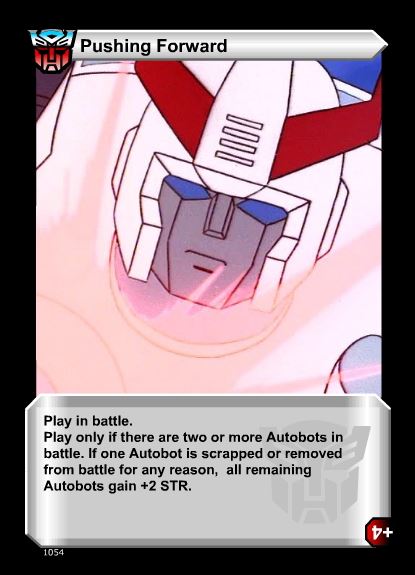 Pushing Forward
Play in battle.
Play only if there are two or more Autobots in
battle. If one Autobot is scrapped or removed
from battle for any reason,  all remaining
Autobots gain +2 STR.
+4
1054